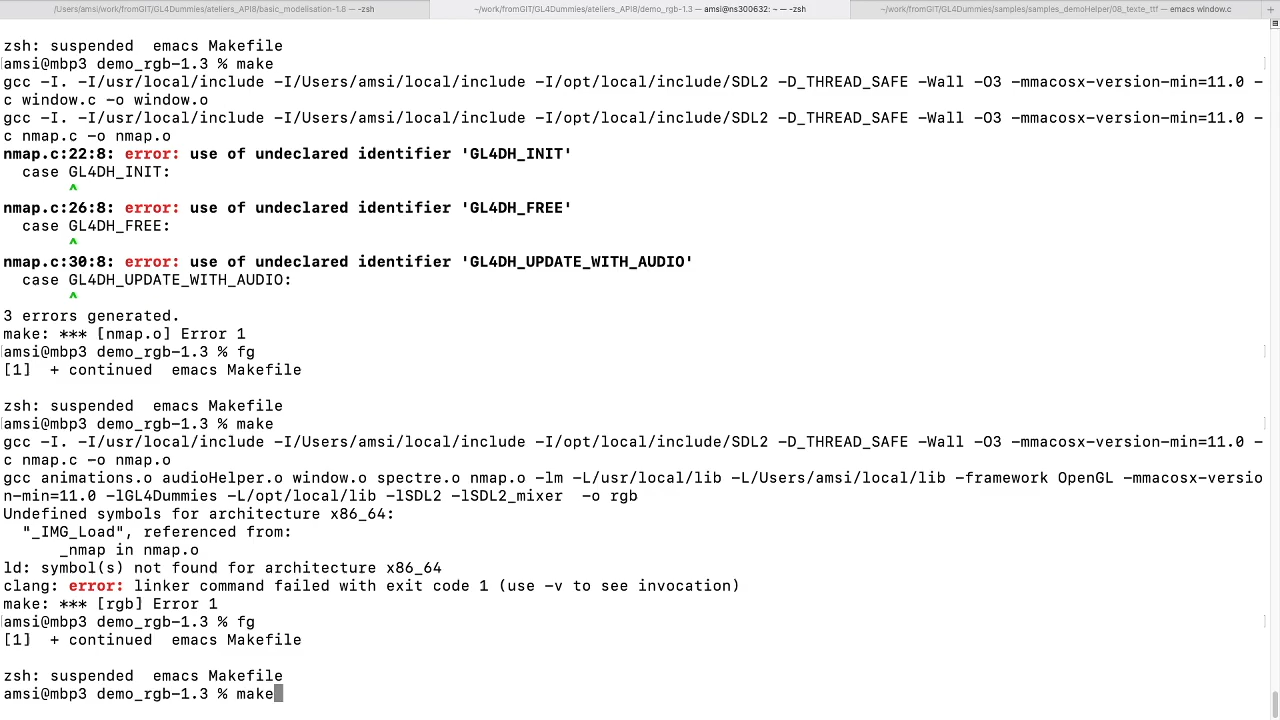 /Users/amsi/work/fromGIT/GL4Dummies/ateliers_API8/basic_modelisation-1.8 — -zsh
~/work/fromGIT/GL4Dummies/ateliers_API8/demo_rgb-1.3 — amsi@ns300632: ~ — -zsh
~/work/fromGIT/GL4Dummies/samples/samples_demoHelper/08_texte_ttf — emacs window.c
+
zsh: suspended  emacs Makefile
amsi@mbp3 demo_rgb-1.3 % make
gcc -I. -I/usr/local/include -I/Users/amsi/local/include -I/opt/local/include/SDL2 -D_THREAD_SAFE -Wall -O3 -mmacosx-version-min=11.0 -
c window.c -o window.o
gcc -I. -I/usr/local/include -I/Users/amsi/local/include -I/opt/local/include/SDL2 -D_THREAD_SAFE -Wall -O3 -mmacosx-version-min=11.0 -
c nmap.c -o nmap.o
nmap.c:22:8: error: use of undeclared identifier 'GL4DH_INIT'
  case GL4DH_INIT:
       ^
nmap.c:26:8: error: use of undeclared identifier 'GL4DH_FREE'
  case GL4DH_FREE:
       ^
nmap.c:30:8: error: use of undeclared identifier 'GL4DH_UPDATE_WITH_AUDIO'
  case GL4DH_UPDATE_WITH_AUDIO:
       ^
3 errors generated.
make: *** [nmap.o] Error 1
amsi@mbp3 demo_rgb-1.3 % fg
[1]  + continued  emacs Makefile
zsh: suspended  emacs Makefile
amsi@mbp3 demo_rgb-1.3 % make
gcc -I. -I/usr/local/include -I/Users/amsi/local/include -I/opt/local/include/SDL2 -D_THREAD_SAFE -Wall -O3 -mmacosx-version-min=11.0 -
c nmap.c -o nmap.o
gcc animations.o audioHelper.o window.o spectre.o nmap.o -lm -L/usr/local/lib -L/Users/amsi/local/lib -framework OpenGL -mmacosx-versio
n-min=11.0 -lGL4Dummies -L/opt/local/lib -lSDL2 -lSDL2_mixer  -o rgb
Undefined symbols for architecture x86_64:
  "_IMG_Load", referenced from:
      _nmap in nmap.o
ld: symbol(s) not found for architecture x86_64
clang: error: linker command failed with exit code 1 (use -v to see invocation)
make: *** [rgb] Error 1
amsi@mbp3 demo_rgb-1.3 % fg
[1]  + continued  emacs Makefile
zsh: suspended  emacs Makefile
amsi@mbp3 demo_rgb-1.3 % make